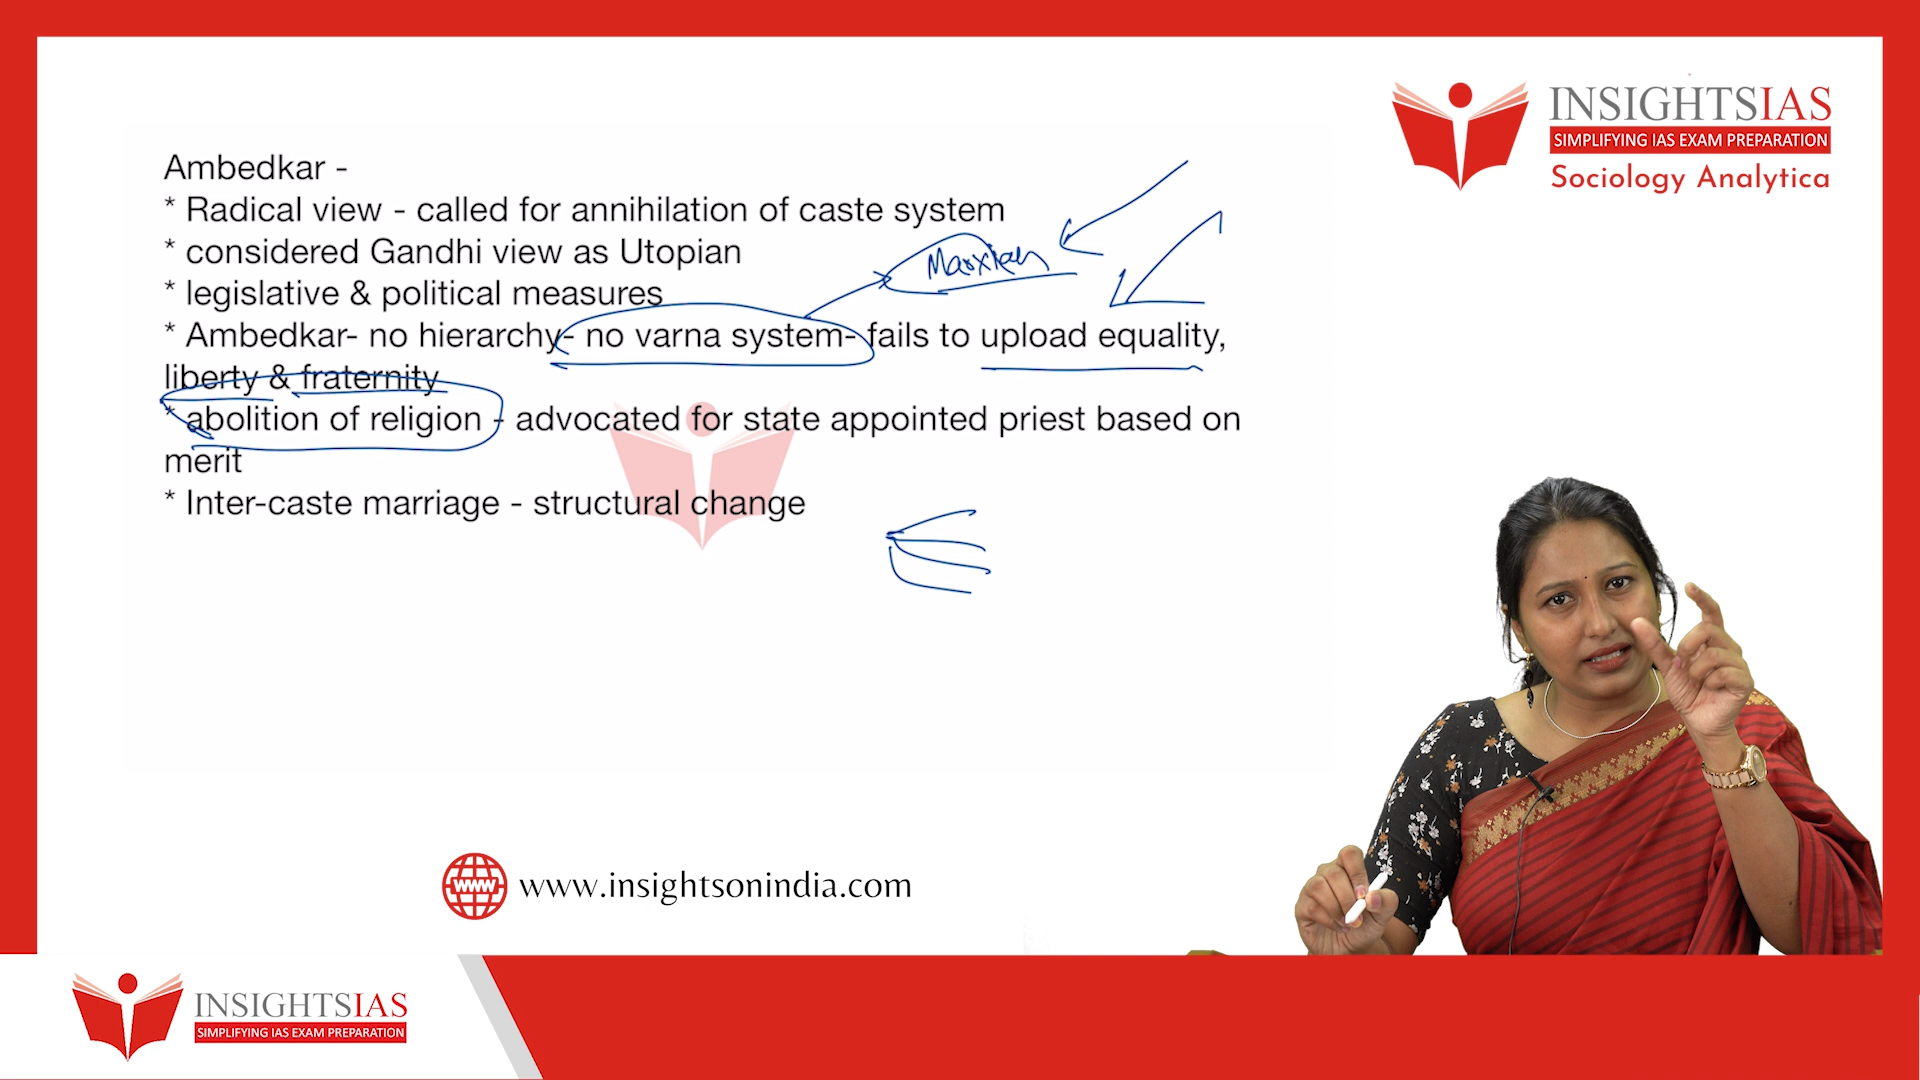 INSIGHTSIAS
SIMPLIFYING IAS EXAM PREPARATION
Sociology Analytica
Ambedkar -
* Radical view - called for annihilation of caste system
* considered Gandhi view as Utopian
Marxian
* legislative & political measures
* Ambedkar- no hierarchy- no varna system- fails to upload equality,
liberty & fraternity
* abolition of religion - advocated for state appointed priest based on
merit
* Inter-caste marriage - structural change
www www.insightsonindia.com
INSIGHTSIAS
SIMPLIFYING IAS EXAM PREPARATION